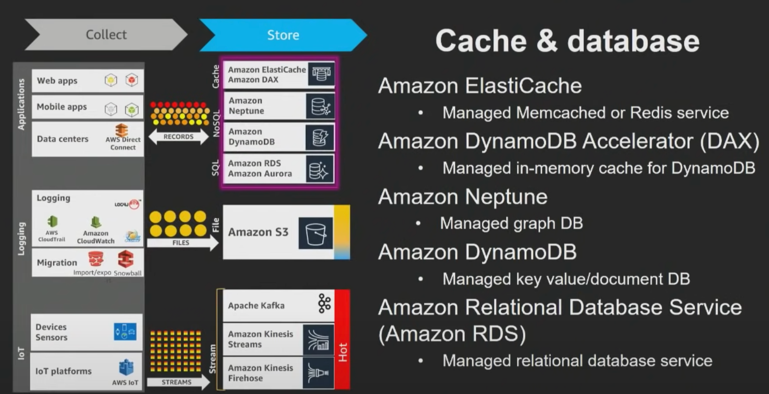 Collect
Store
Cache & database
Applications
Web apps
Mobile apps
Data centers
AWS Direct
Connect
RECORDS
Cache
Amazon ElastiCache
Amazon DAX
NoSQL
Amazon
Neptune
Amazon
DynamoDB
SQL
Amazon RDS
Amazon Aurora
Logging
Logging
AWS
CloudTrail
Amazon
CloudWatch
Migration
Import/expo
Snowball
FILES
File
Amazon S3
IoT
Devices
Sensors
IoT platforms
AWS IoT
STREAMS
Stream
Apache Kafka
Amazon Kinesis
Streams
Amazon Kinesis
Firehose
Hot
Amazon ElastiCache
• Managed Memcached or Redis service
Amazon DynamoDB Accelerator (DAX)
• Managed in-memory cache for DynamoDB
Amazon Neptune
• Managed graph DB
Amazon DynamoDB
• Managed key value/document DB
Amazon Relational Database Service
(Amazon RDS)
• Managed relational database service